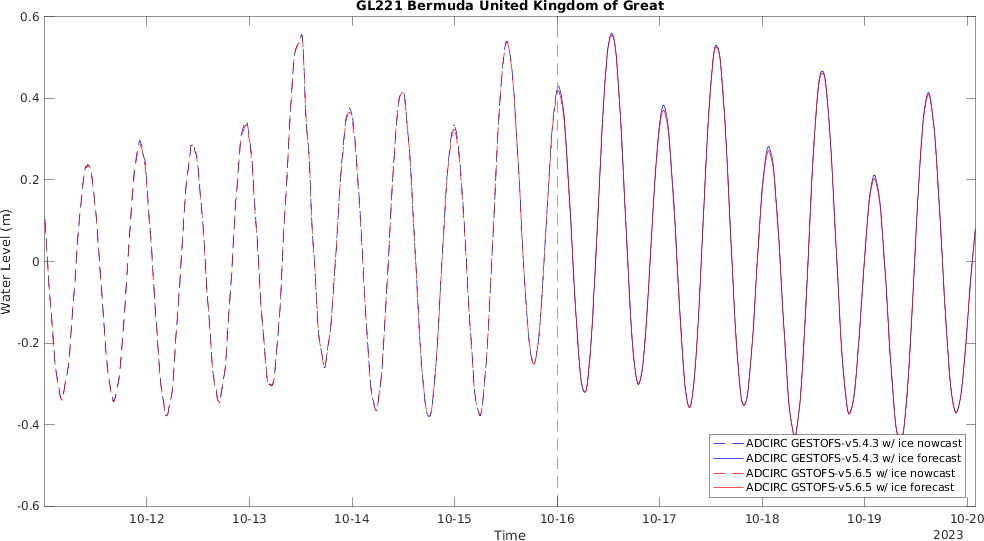 GL221 Bermuda United Kingdom of Great
0.6
0.4
0.2
0
-0.2
-0.4
-0.6
Water Level (m)
10-12
10-13
10-14
10-15
10-16
10-17
10-18
10-19
10-20
Time
2023
ADCIRC GESTOFS-v5.4.3 w/ ice nowcast
ADCIRC GESTOFS-v5.4.3 w/ ice forecast
ADCIRC GSTOFS-v5.6.5 w/ ice nowcast
ADCIRC GSTOFS-v5.6.5 w/ ice forecast